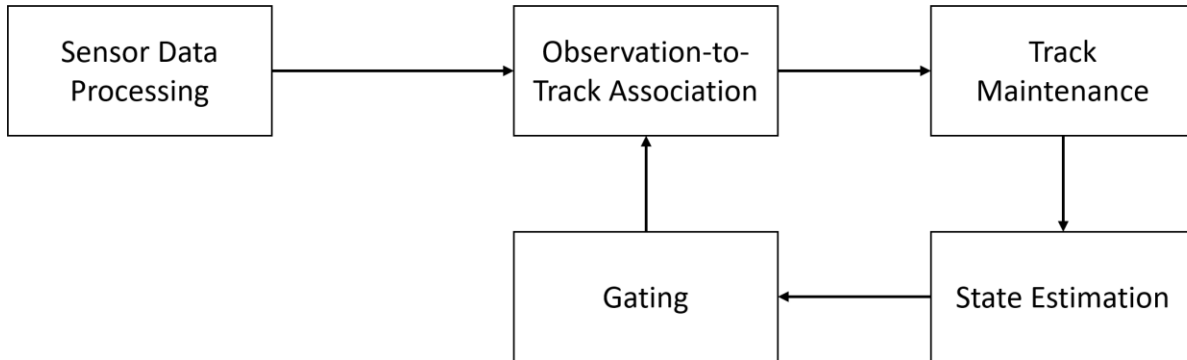 Sensor Data
Processing
Observation-to-
Track Association
Track
Maintenance
Gating
State Estimation